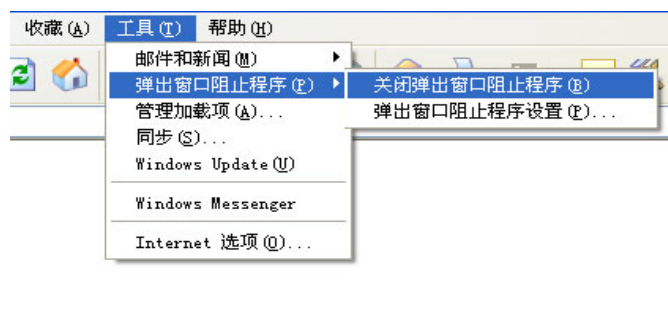 收藏(A) 工具(T) 帮助(H)
邮件和新闻(M)
弹出窗口阻止程序(P) 关闭弹出窗口阻止程序(B)
管理加载项(A)... 弹出窗口阻止程序设置(P)...
同步(S)...
Windows Update(U)
Windows Messenger
Internet 选项(O)...